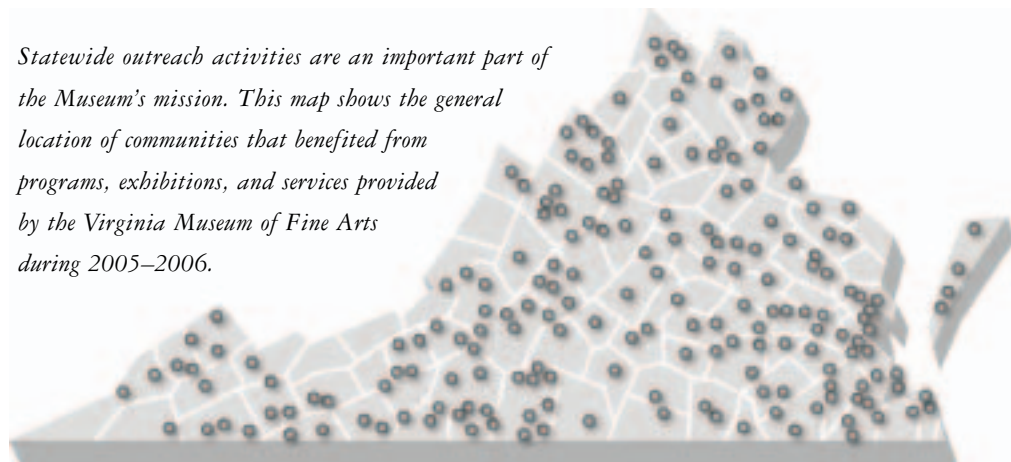 Statewide outreach activities are an important part of
the Museum's mission. This map shows the general
location of communities that benefited from
programs, exhibitions, and services provided
by the Virginia Museum of Fine Arts
during 2005–2006.